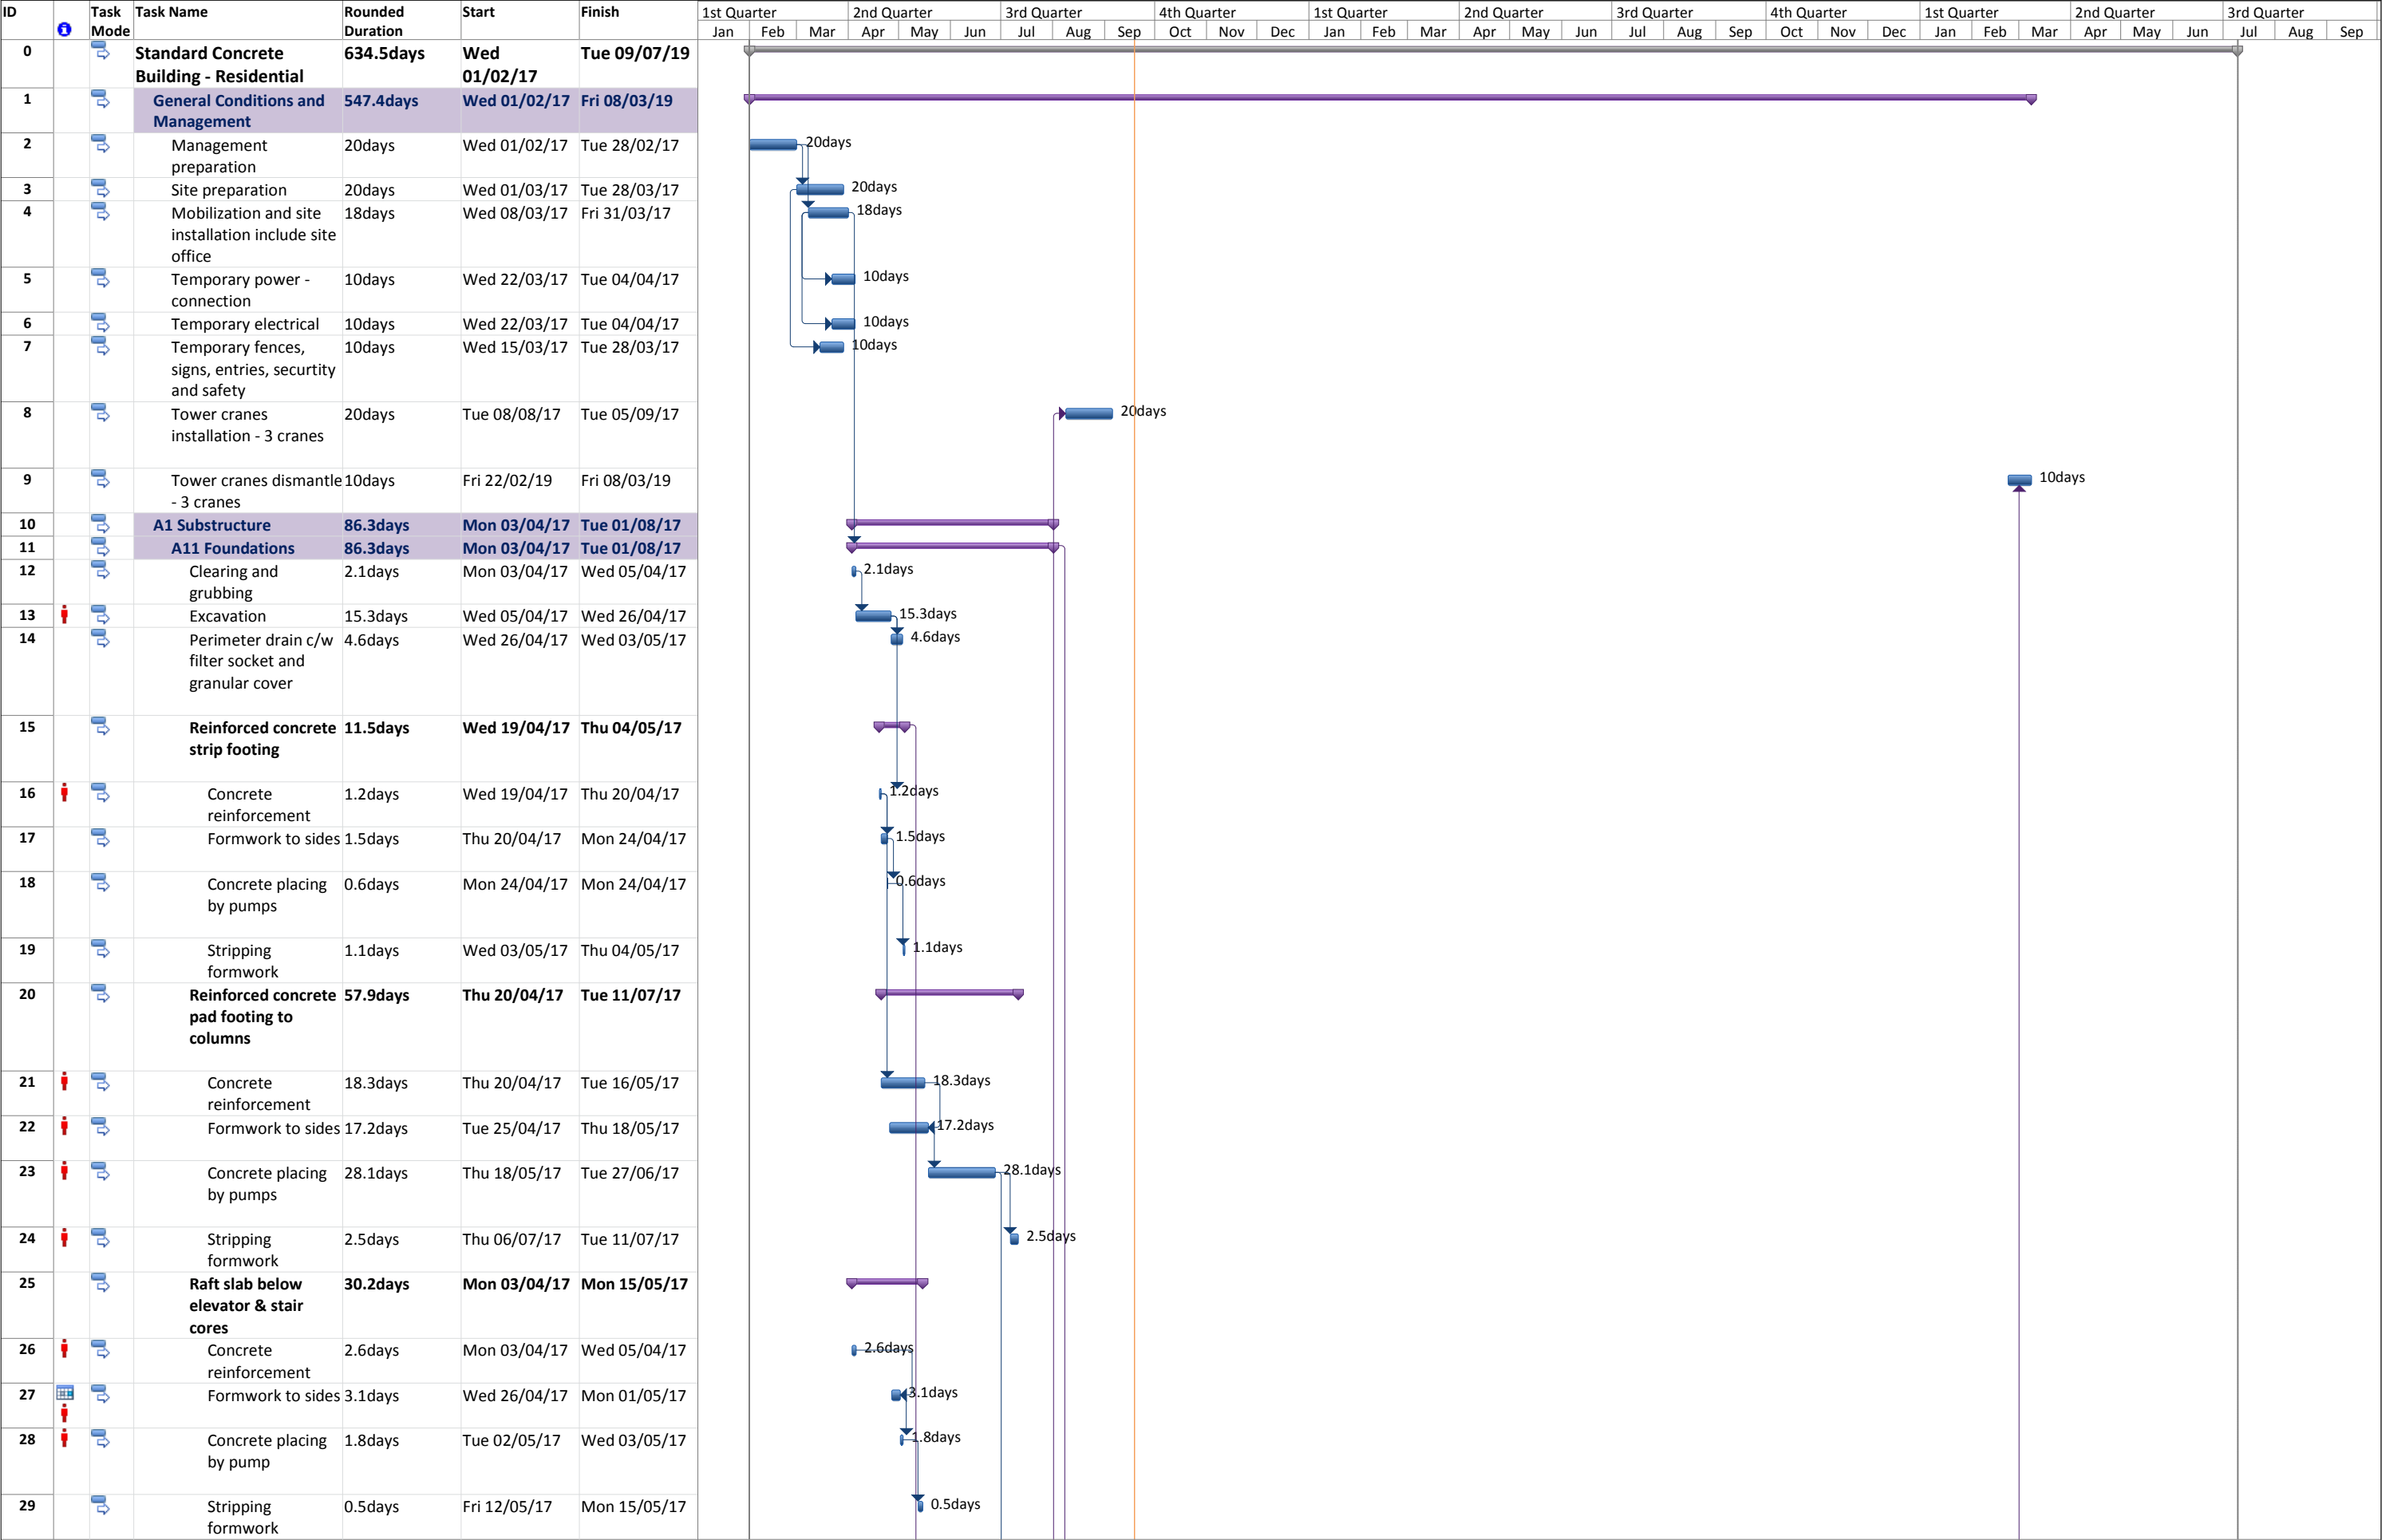 ID Task Mode Task Name Rounded Duration Start Finish
1st Quarter 2nd Quarter 3rd Quarter 4th Quarter 1st Quarter 2nd Quarter 3rd Quarter 4th Quarter 1st Quarter 2nd Quarter 3rd Quarter
Jan Feb Mar Apr May Jun Jul Aug Sep Oct Nov Dec Jan Feb Mar Apr May Jun Jul Aug Sep Oct Nov Dec Jan Feb Mar Apr May Jun Jul Aug Sep
0 Standard Concrete 634.5days Wed Tue 09/07/19
Building - Residential 01/02/17
1 General Conditions and 547.4days Wed 01/02/17 Fri 08/03/19
Management
2 Management 20days Wed 01/02/17 Tue 28/02/17 20days
preparation
3 Site preparation 20days Wed 01/03/17 Tue 28/03/17 20days
4 Mobilization and site 18days Wed 08/03/17 Fri 31/03/17 18days
installation include site
office
5 Temporary power - 10days Wed 22/03/17 Tue 04/04/17 10days
connection
6 Temporary electrical 10days Wed 22/03/17 Tue 04/04/17 10days
7 Temporary fences, 10days Wed 15/03/17 Tue 28/03/17 10days
signs, entries, securtity
and safety
8 Tower cranes 20days Tue 08/08/17 Tue 05/09/17 20days
installation - 3 cranes
9 Tower cranes dismantle 10days Fri 22/02/19 Fri 08/03/19 10days
- 3 cranes
10 A1 Substructure 86.3days Mon 03/04/17 Tue 01/08/17
11 A11 Foundations 86.3days Mon 03/04/17 Tue 01/08/17
12 Clearing and 2.1days Mon 03/04/17 Wed 05/04/17 2.1days
grubbing
13 Excavation 15.3days Wed 05/04/17 Wed 26/04/17 15.3days
14 Perimeter drain c/w 4.6days Wed 26/04/17 Wed 03/05/17 4.6days
filter socket and
granular cover
15 Reinforced concrete 11.5days Wed 19/04/17 Thu 04/05/17
strip footing
16 Concrete 1.2days Wed 19/04/17 Thu 20/04/17 1.2days
reinforcement
17 Formwork to sides 1.5days Thu 20/04/17 Mon 24/04/17 1.5days
18 Concrete placing 0.6days Mon 24/04/17 Mon 24/04/17 0.6days
by pumps
19 Stripping 1.1days Wed 03/05/17 Thu 04/05/17 1.1days
formwork
20 Reinforced concrete 57.9days Thu 20/04/17 Tue 11/07/17
pad footing to
columns
21 Concrete 18.3days Thu 20/04/17 Tue 16/05/17 18.3days
reinforcement
22 Formwork to sides 17.2days Tue 25/04/17 Thu 18/05/17 17.2days
23 Concrete placing 28.1days Thu 18/05/17 Tue 27/06/17 28.1days
by pumps
24 Stripping 2.5days Thu 06/07/17 Tue 11/07/17 2.5days
formwork
25 Raft slab below 30.2days Mon 03/04/17 Mon 15/05/17
elevator & stair
cores
26 Concrete 2.6days Mon 03/04/17 Wed 05/04/17 2.6days
reinforcement
27 Formwork to sides 3.1days Wed 26/04/17 Mon 01/05/17 3.1days
28 Concrete placing 1.8days Tue 02/05/17 Wed 03/05/17 1.8days
by pump
29 Stripping 0.5days Fri 12/05/17 Mon 15/05/17 0.5days
formwork